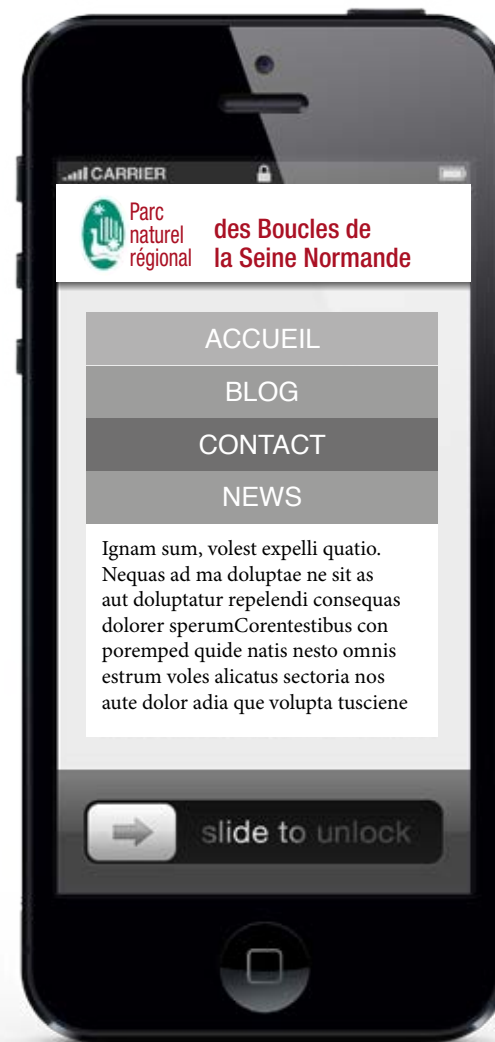 CARRIER
Parc
naturel
régional
des Boucles de
la Seine Normande
ACCUEIL
BLOG
CONTACT
NEWS
Ignam sum, volest expelli quatio.
Nequas ad ma doluptae ne sit as
aut doluptatur repelendi consequas
dolorer sperumCorentestibus con
poremped quide natis nesto omnis
estrum voles alicatus sectoria nos
aute dolor adia que volupta tusciene
slide to unlock